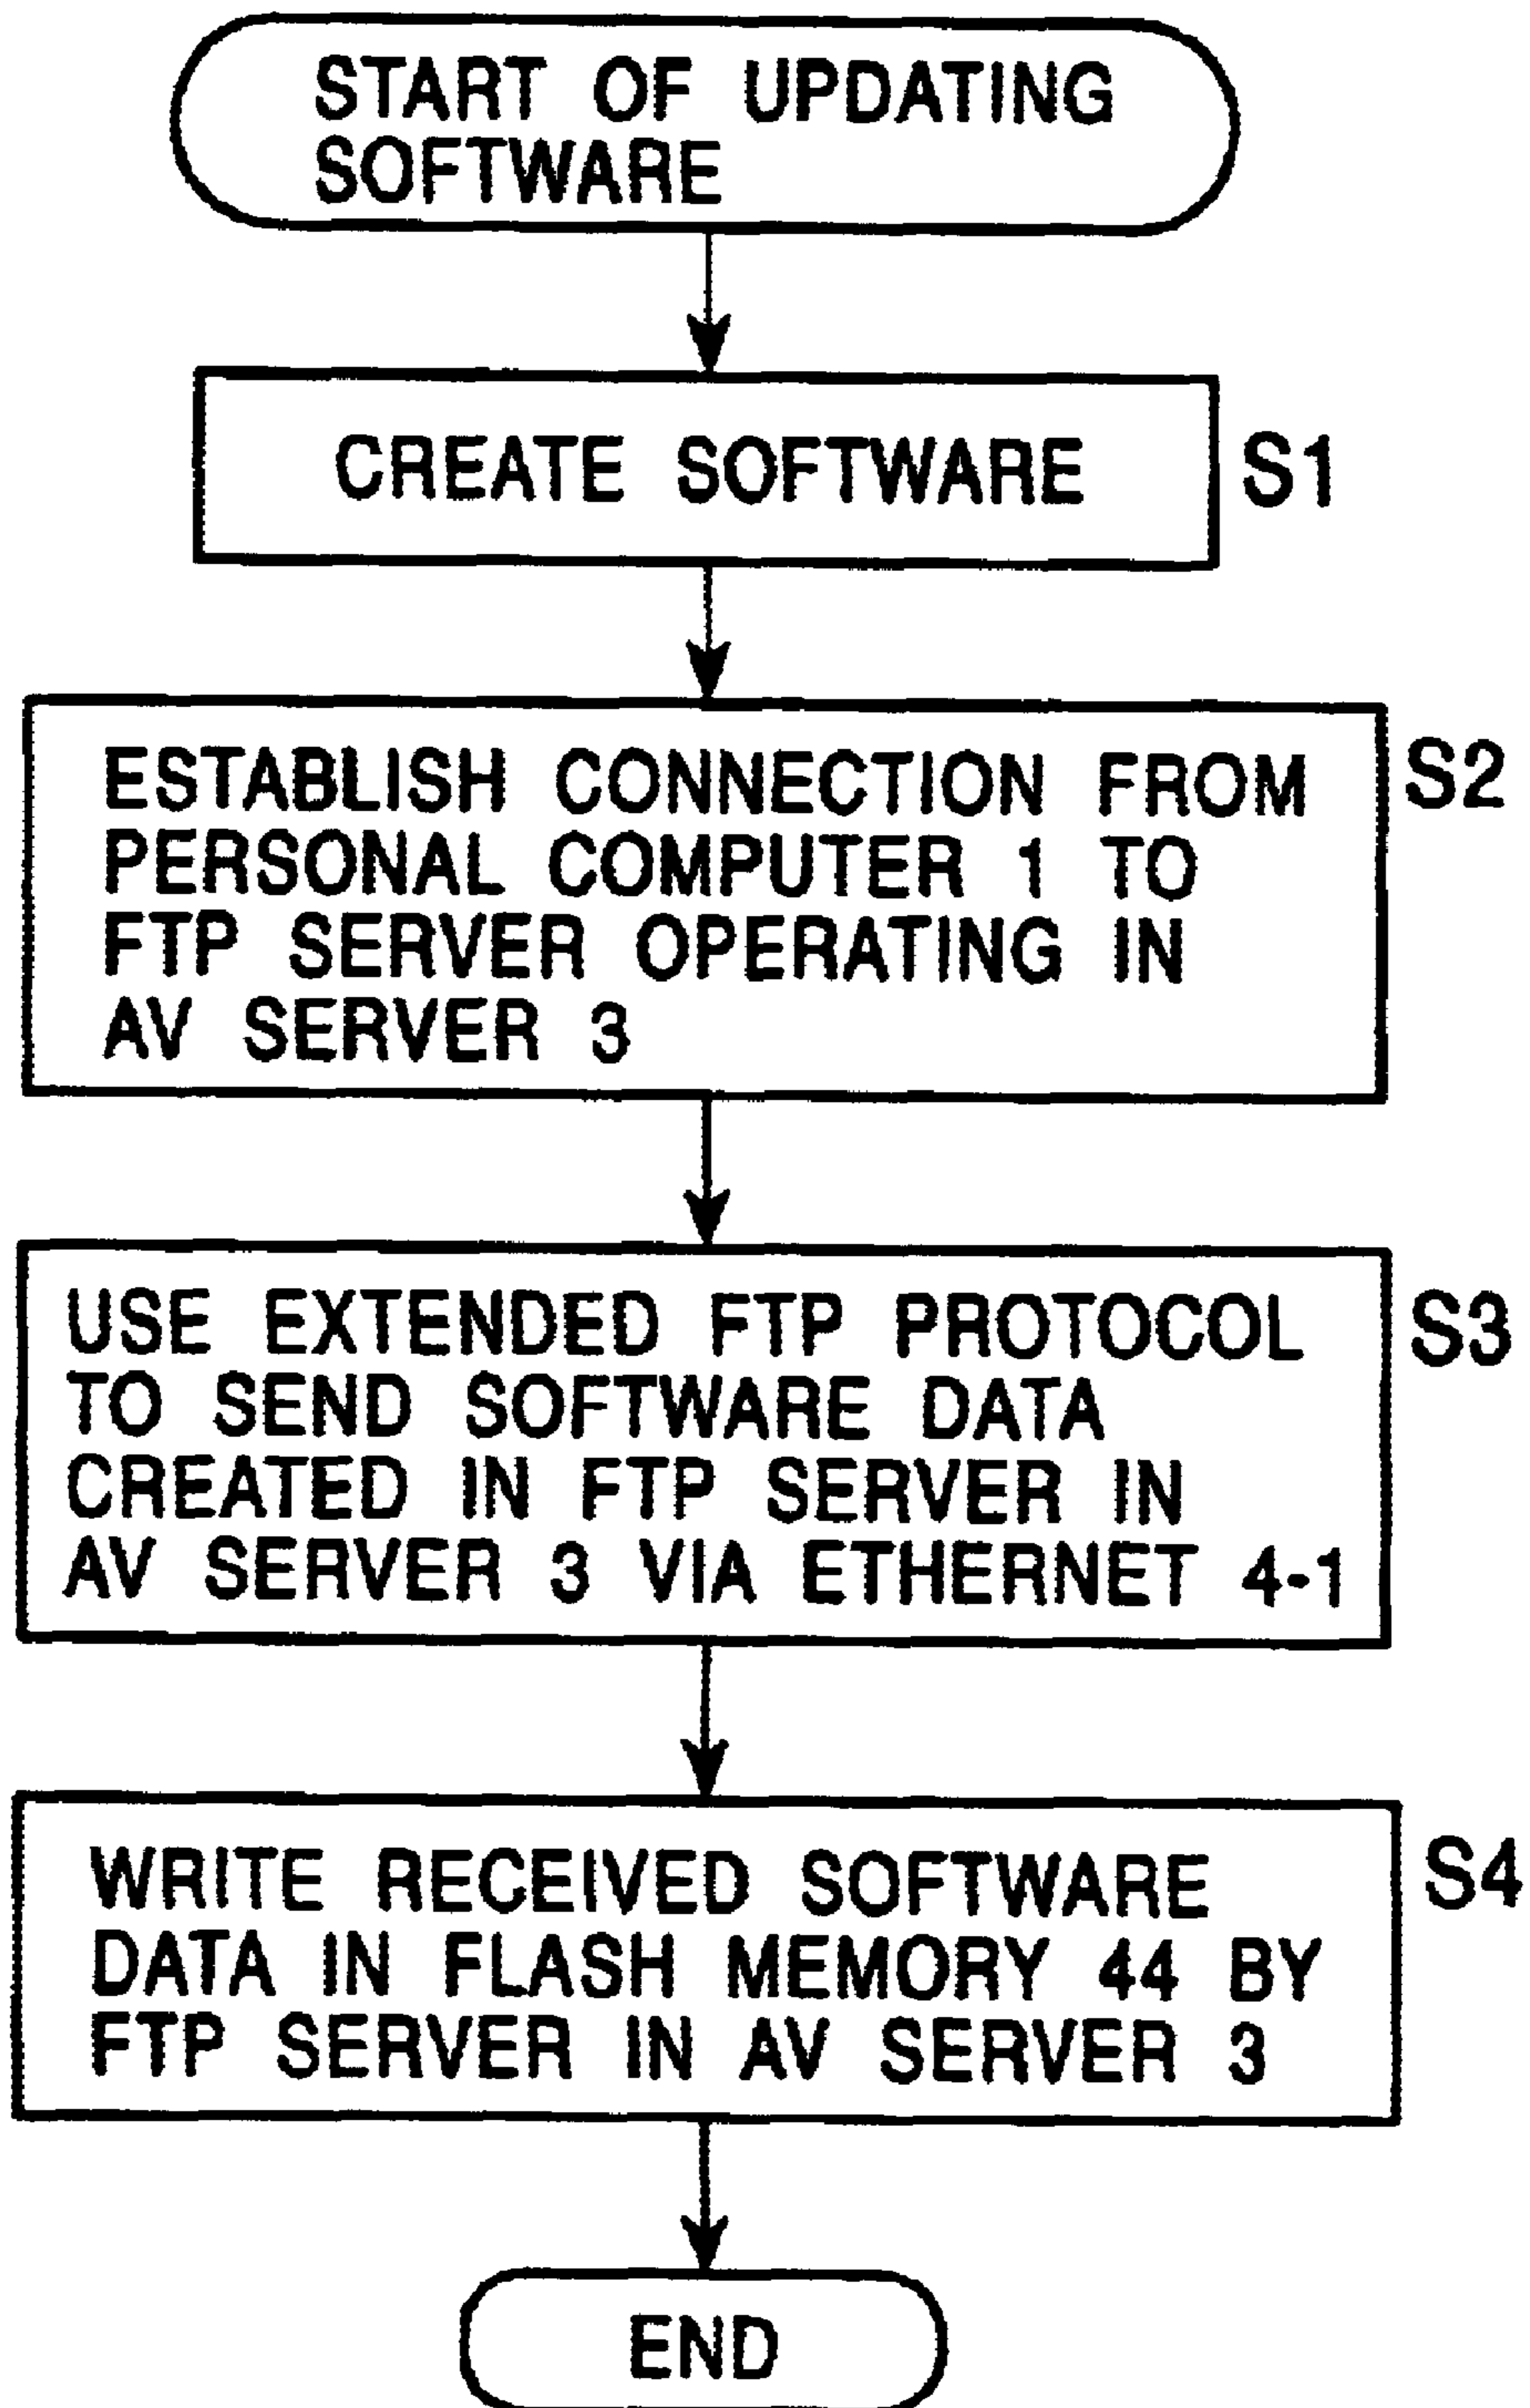 START OF UPDATING
SOFTWARE
CREATE SOFTWARE
S1
ESTABLISH CONNECTION FROM
PERSONAL COMPUTER 1 TO
FTP SERVER OPERATING IN
AV SERVER 3
S2
USE EXTENDED FTP PROTOCOL
TO SEND SOFTWARE DATA
CREATED IN FTP SERVER IN
AV SERVER 3 VIA ETHERNET 4-1
S3
WRITE RECEIVED SOFTWARE
DATA IN FLASH MEMORY 44 BY
FTP SERVER IN AV SERVER 3
S4
END